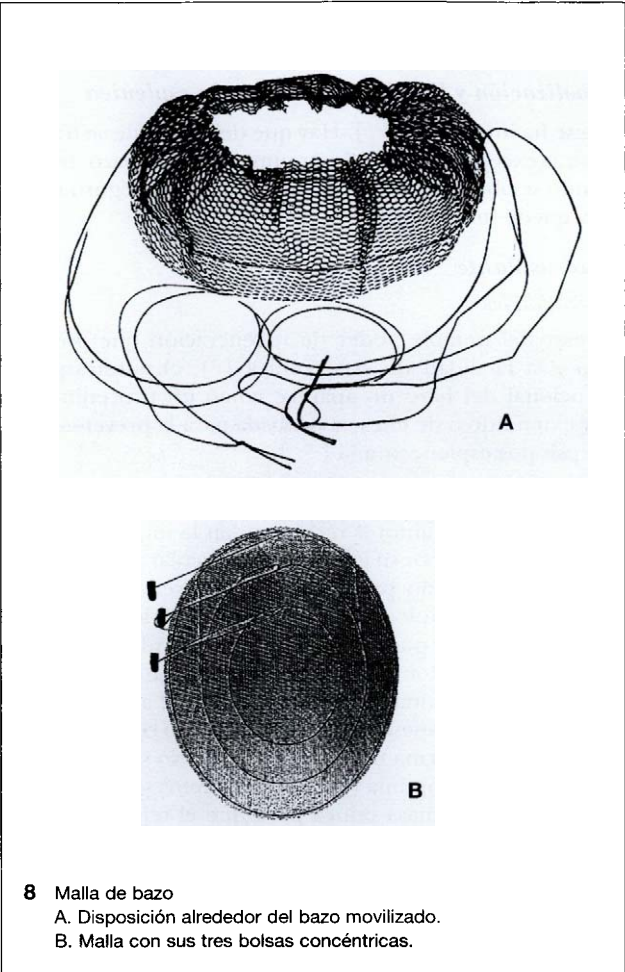 A
B
8 Malla de bazo
A. Disposición alrededor del bazo movilizado.
B. Malla con sus tres bolsas concéntricas.